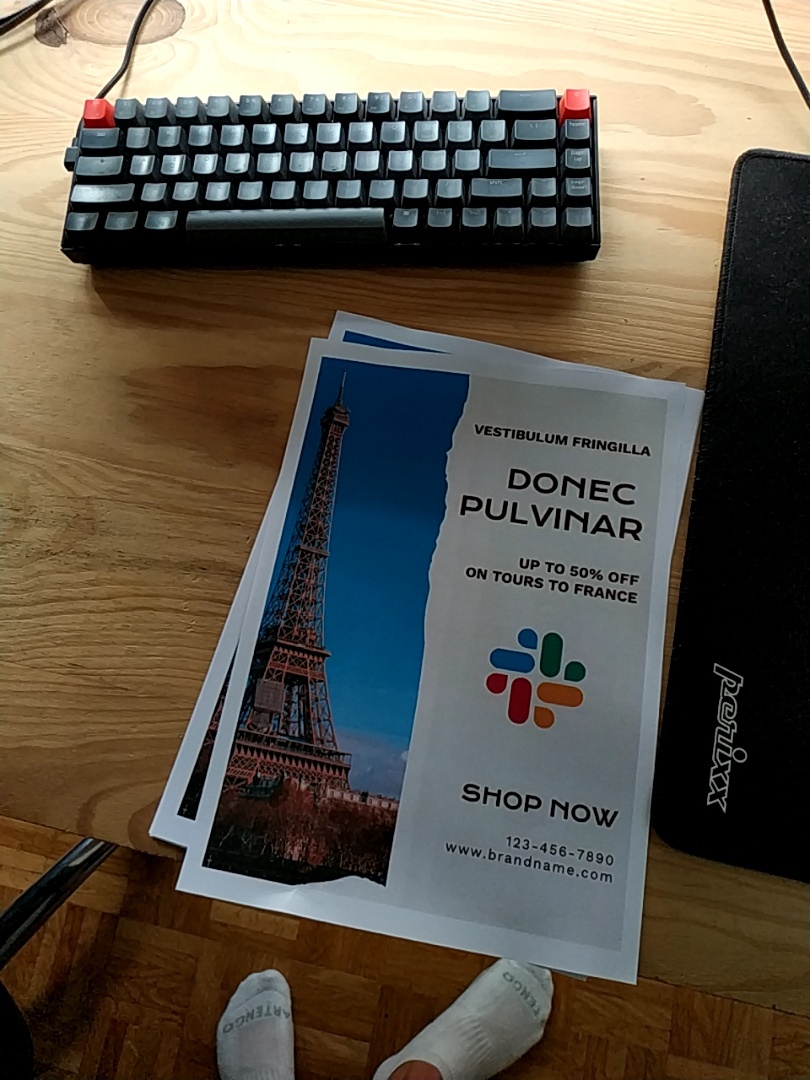 VESTIBULUM FRINGILLA
DONEC
PULVINAR
UP TO 50% OFF
ON TOURS TO FRANCE
SHOP NOW
123-456-7890
www.brandname.com
perixx
ARTENGO
ARTENGO